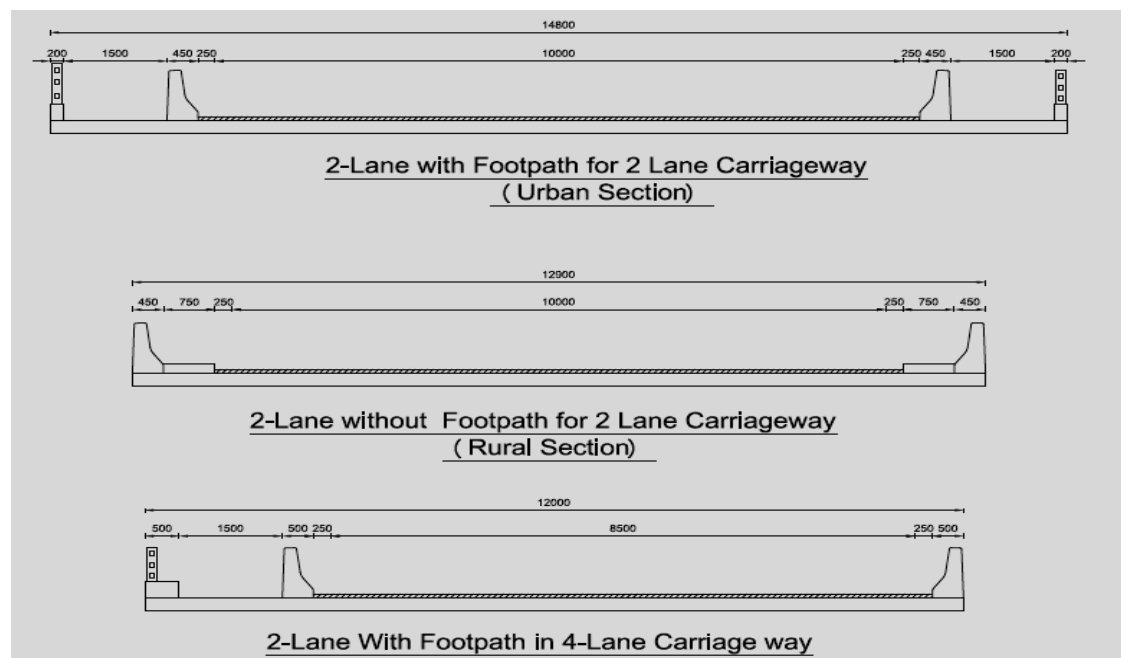 14800
200 1500 450 250 10000 250 450 1500 200
2-Lane with Footpath for 2 Lane Carriageway
( Urban Section)
12900
450 750 250 10000 250 750 450
2-Lane without Footpath for 2 Lane Carriageway
( Rural Section)
12000
500 1500 500 250 8500 250 500
2-Lane With Footpath in 4-Lane Carriage way